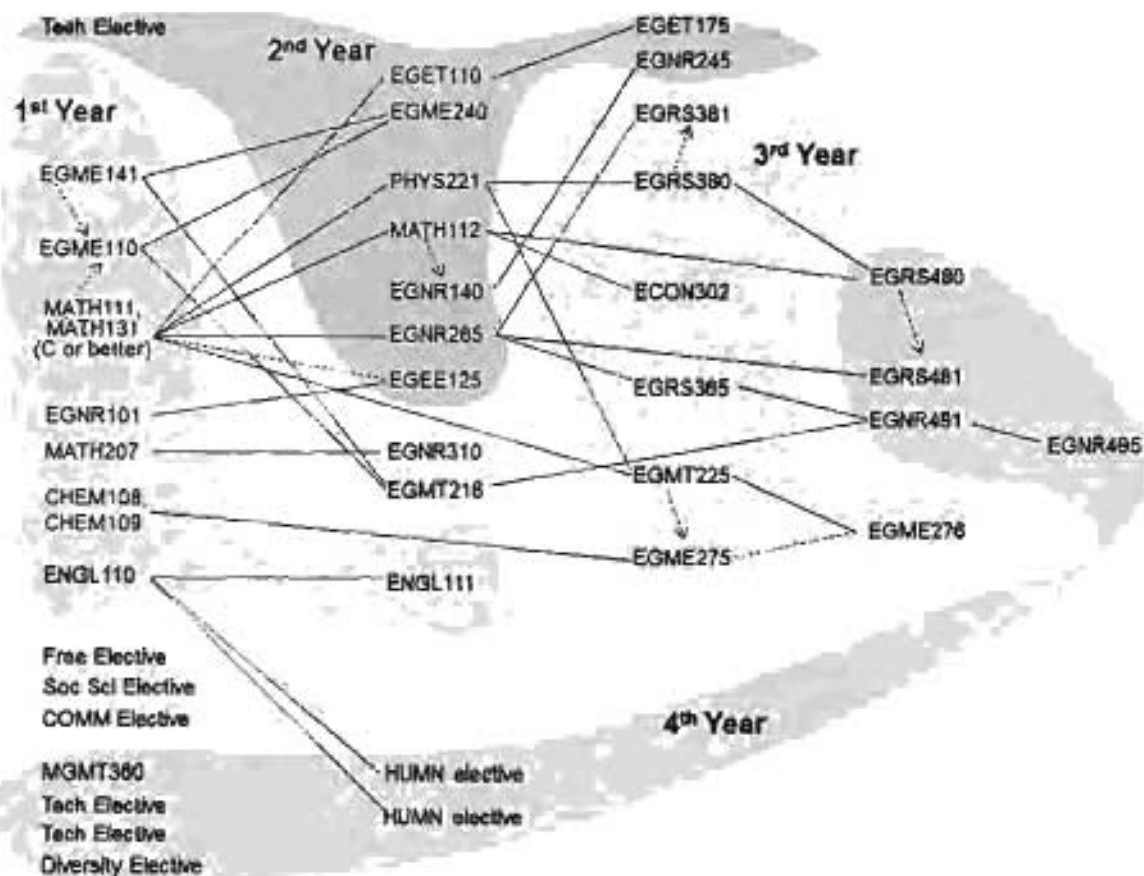 Tech Elective
1st Year
EGME141
EGME110
MATH111,
MATH131
(C or better)
EGNR101
MATH207
CHEM108,
CHEM109
ENGL110
Free Elective
Soc Sci Elective
COMM Elective
MGMT360
Tech Elective
Tech Elective
Diversity Elective
2nd Year
EGET110
EGME240
PHYS221
MATH112
EGNR140
EGNR265
EGEE125
EGNR310
EGMT216
ENGL111
HUMN elective
HUMN elective
EGET175
EGNR245
EGRS381
3rd Year
EGRS380
ECON302
EGRS385
EGMT225
EGME275
EGRS480
EGRS481
EGNR491
EGNR495
EGME276
4th Year